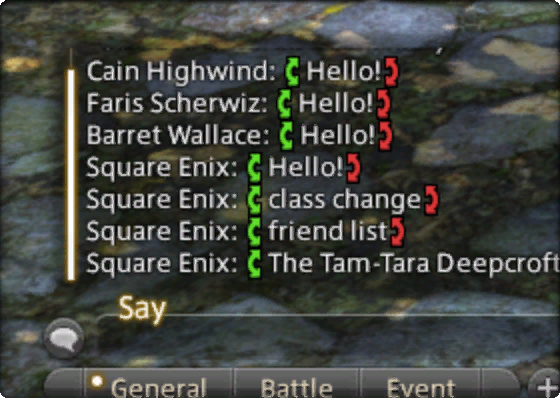 Cain Highwind: Hello!
Faris Scherwiz: Hello!
Barret Wallace: Hello!
Square Enix: Hello!
Square Enix: class change
Square Enix: friend list
Square Enix: The Tam-Tara Deepcroft
Say
General Battle Event +